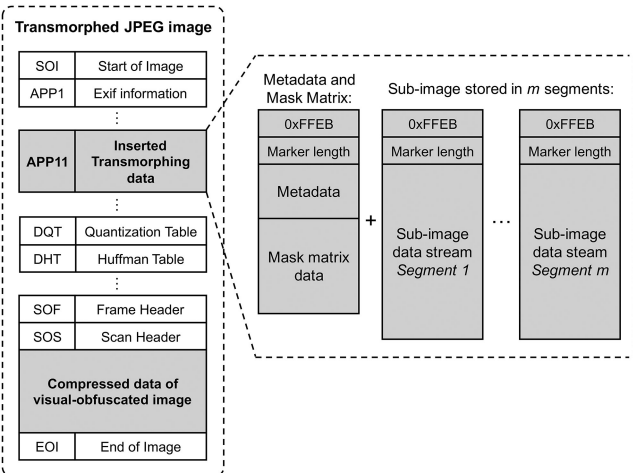 Transmorphed JPEG image
SOI Start of Image
APP1 Exif information
⋮
APP11 Inserted
Transmorphing
data
⋮
DQT Quantization Table
DHT Huffman Table
⋮
SOF Frame Header
SOS Scan Header
Compressed data of
visual-obfuscated image
EOI End of Image
Metadata and
Mask Matrix:
0xFFEB
Marker length
Metadata
Mask matrix
data
+
Sub-image stored in m segments:
0xFFEB
Marker length
Sub-image
data stream
Segment 1
...
0xFFEB
Marker length
Sub-image
data steam
Segment m